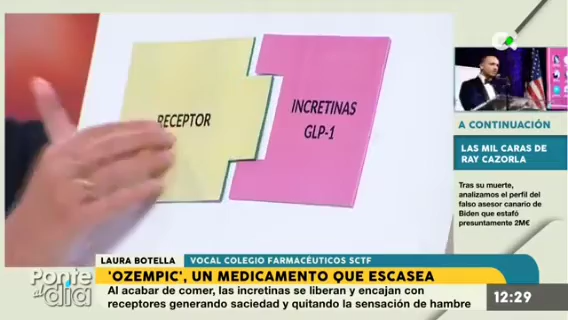 RECEPTOR
INCRETINAS
GLP-1
A CONTINUACIÓN
LAS MIL CARAS DE
RAY CAZORLA
Tras su muerte,
analizamos el perfil del
falso asesor canario de
Biden que estafó
presuntamente 2M€
LAURA BOTELLA
VOCAL COLEGIO FARMACÉUTICOS SCTF
'OZEMPIC', UN MEDICAMENTO QUE ESCASEA
Al acabar de comer, las incretinas se liberan y encajan con
receptores generando saciedad y quitando la sensación de hambre
Ponte
al día
12:29